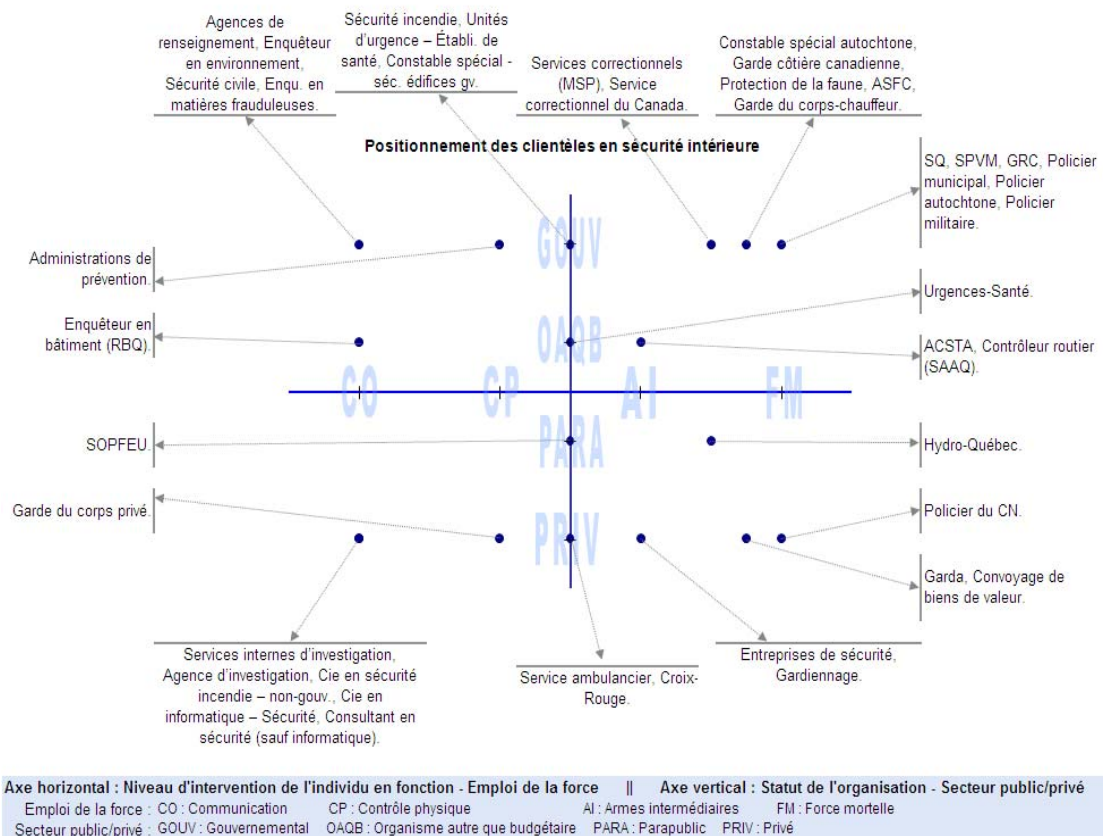 Agences de
renseignement, Enquêteur
en environnement,
Sécurité civile, Enqu. en
matières frauduleuses.
Sécurité incendie, Unités
d'urgence – Établi. de
santé, Constable spécial -
séc. édifices gv.
Services correctionnels
(MSP), Service
correctionnel du Canada.
Constable spécial autochtone,
Garde côtière canadienne,
Protection de la faune, ASFC,
Garde du corps-chauffeur.
Positionnement des clientèles en sécurité intérieure
SQ, SPVM, GRC, Policier
municipal, Policier
autochtone, Policier
militaire.
GOUV
Administrations de
prévention.
Urgences-Santé.
Enquêteur en
bâtiment (RBQ).
OAQB
ACSTA, Contrôleur routier
(SAAQ).
CO
CP
AI
FM
SOPFEU.
PARA
Hydro-Québec.
Garde du corps privé.
PRIV
Policier du CN.
Garda, Convoyage de
biens de valeur.
Services internes d'investigation,
Agence d'investigation, Cie en sécurité
incendie – non-gouv., Cie en
informatique – Sécurité, Consultant en
sécurité (sauf informatique).
Service ambulancier, Croix-
Rouge.
Entreprises de sécurité,
Gardiennage.
Axe horizontal : Niveau d'intervention de l'individu en fonction - Emploi de la force || Axe vertical : Statut de l'organisation - Secteur public/privé
Emploi de la force : CO : Communication CP : Contrôle physique AI : Armes intermédiaires FM : Force mortelle
Secteur public/privé : GOUV : Gouvernemental OAQB : Organisme autre que budgétaire PARA : Parapublic PRIV : Privé